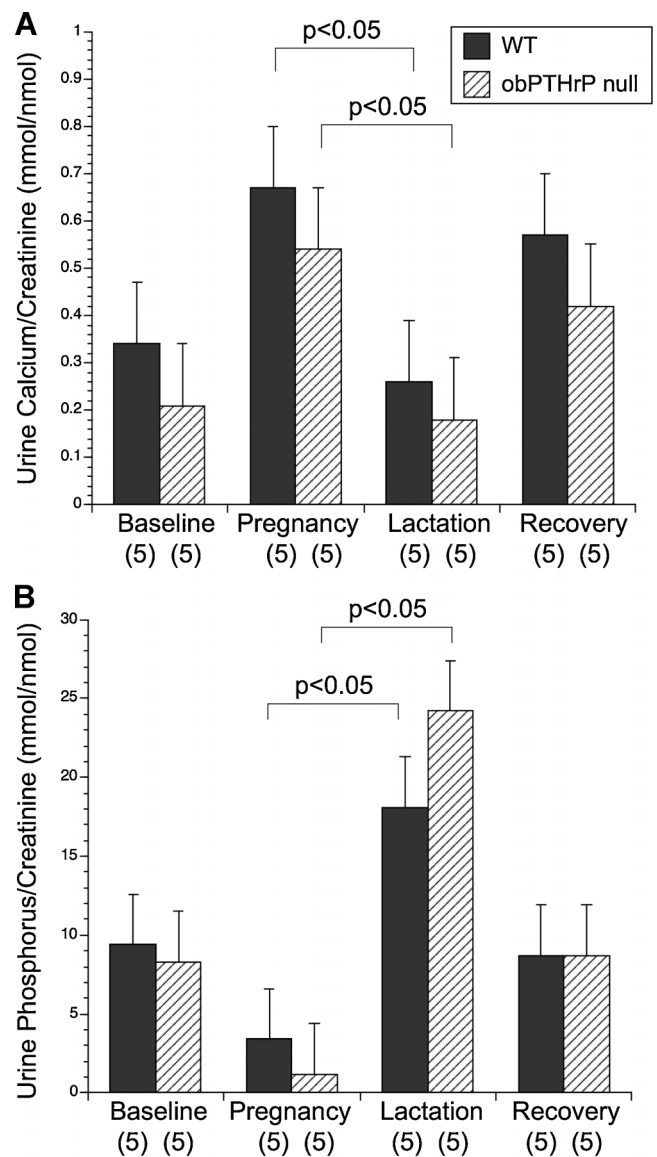 A
Urine Calcium/Creatinine (mmol/nmol)
1
0.9
0.8
0.7
0.6
0.5
0.4
0.3
0.2
0.1
0
p<0.05
p<0.05
WT
obPTHrP null
Baseline Pregnancy Lactation Recovery
(5) (5) (5) (5) (5) (5) (5) (5)
B
Urine Phosphorus/Creatinine (mmol/nmol)
30
25
20
15
10
5
0
p<0.05
p<0.05
Baseline Pregnancy Lactation Recovery
(5) (5) (5) (5) (5) (5) (5) (5)